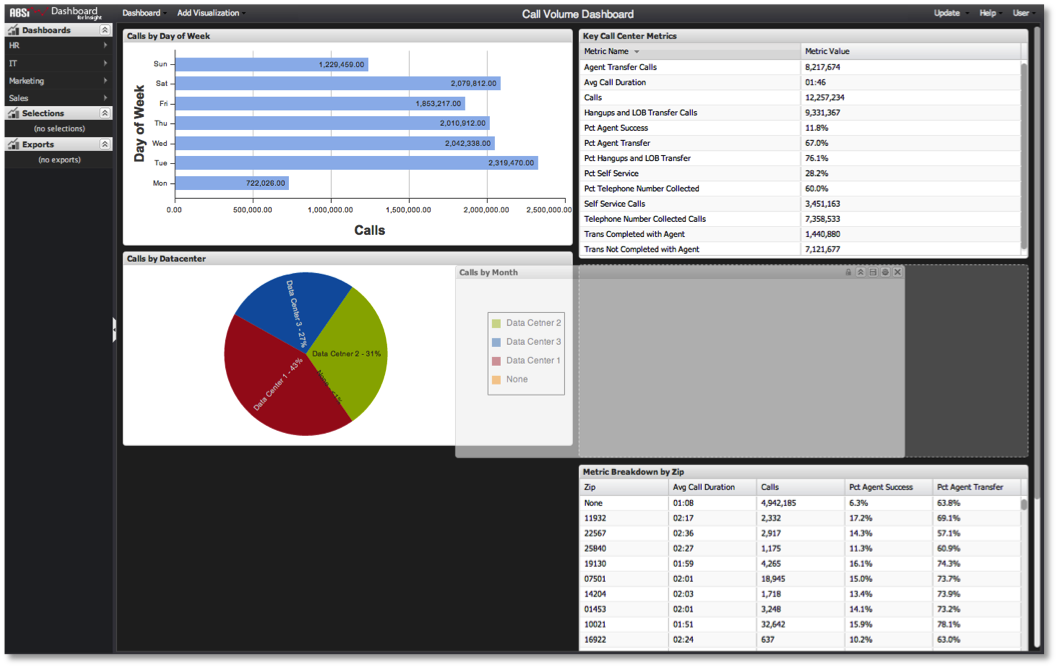 ABSi Dashboard for Insight
Dashboard Add Visualization Call Volume Dashboard Update Help User
Dashboards
HR
IT
Marketing
Sales
Selections
(no selections)
Exports
(no exports)
Calls by Day of Week
Day of Week
Sun 1,229,459.00
Sat 2,079,812.00
Fri 1,853,217.00
Thu 2,010,912.00
Wed 2,042,338.00
Tue 2,319,470.00
Mon 722,026.00
0.00 500,000.00 1,000,000.00 1,500,000.00 2,000,000.00 2,500,000.00
Calls
Key Call Center Metrics
Metric Name Metric Value
Agent Transfer Calls 8,217,674
Avg Call Duration 01:46
Calls 12,257,234
Hangups and LOB Transfer Calls 9,331,367
Pct Agent Success 11.8%
Pct Agent Transfer 67.0%
Pct Hangups and LOB Transfer 76.1%
Pct Self Service 28.2%
Pct Telephone Number Collected 60.0%
Self Service Calls 3,451,163
Telephone Number Collected Calls 7,358,533
Trans Completed with Agent 1,440,880
Trans Not Completed with Agent 7,121,677
Calls by Datacenter
Data Center 3 - 27%
Data Cetner 2 - 31%
Data Center 1 - 43%
Calls by Month
Data Cetner 2
Data Center 3
Data Center 1
None
Metric Breakdown by Zip
Zip Avg Call Duration Calls Pct Agent Success Pct Agent Transfer
None 01:08 4,942,185 6.3% 63.8%
11932 02:17 2,332 17.2% 69.1%
22567 02:36 2,917 14.3% 57.1%
25840 02:27 1,175 11.3% 60.9%
19130 01:59 4,265 16.1% 74.3%
07501 02:01 18,945 15.0% 73.7%
14204 02:03 1,718 13.4% 73.9%
01453 02:01 3,248 14.1% 73.2%
10021 01:51 32,642 15.9% 78.1%
16922 02:24 637 10.2% 63.0%